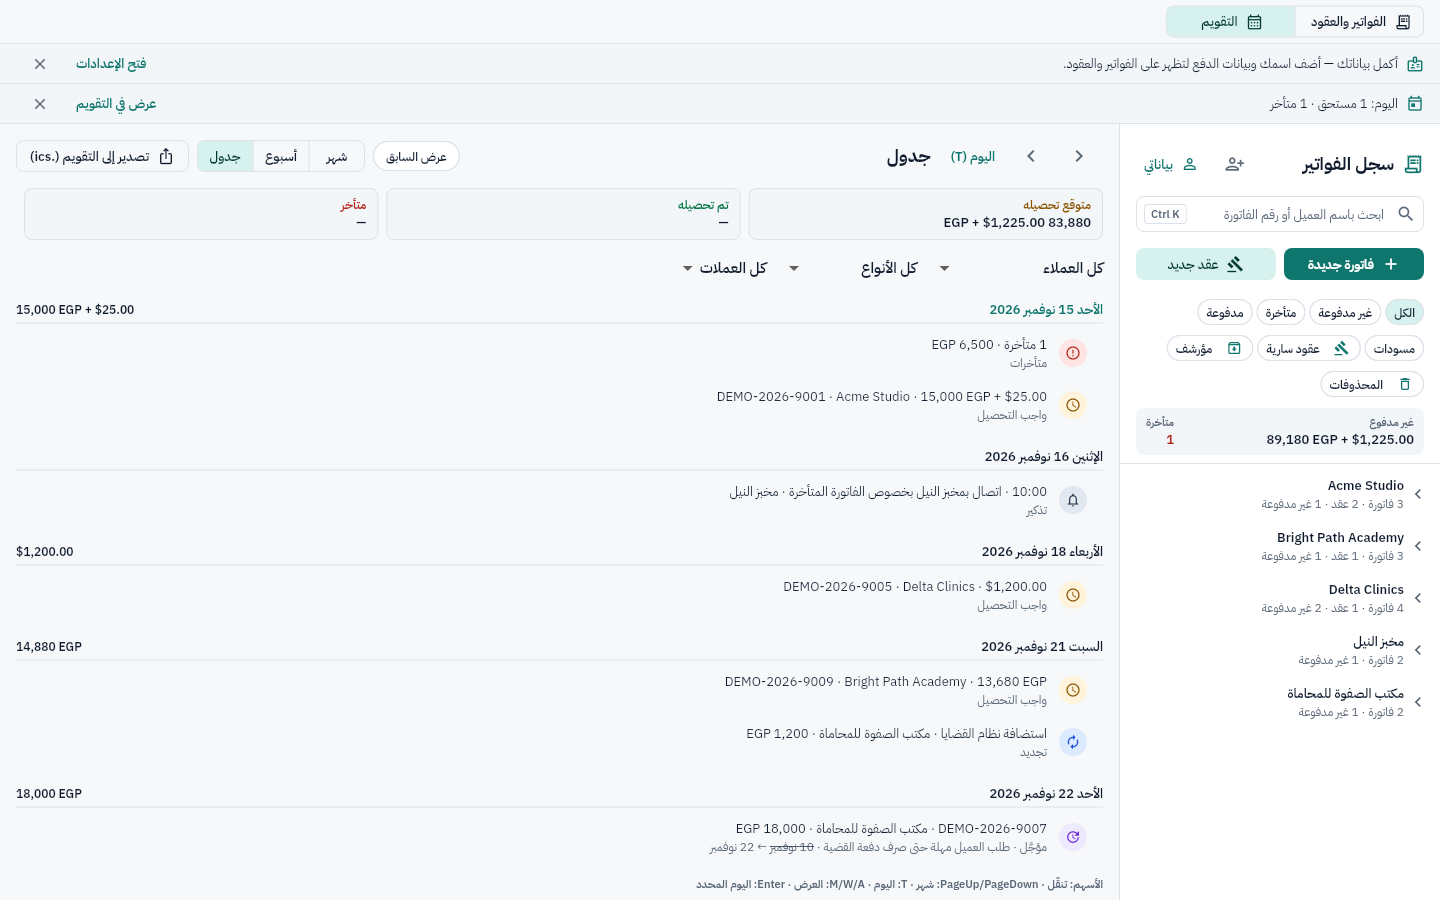 الفواتير والعقود
التقويم
أكمل بياناتك — أضف اسمك وبيانات الدفع لتظهر على الفواتير والعقود.
فتح الإعدادات
اليوم: 1 مستحق · 1 متأخر
عرض في التقويم
سجل الفواتير
بياناتي
ابحث باسم العميل أو رقم الفاتورة
Ctrl K
فاتورة جديدة
عقد جديد
الكل
غير مدفوعة
متأخرة
مدفوعة
مسودات
عقود سارية
مؤرشف
المحذوفات
غير مدفوع
متأخرة
89,180 EGP + $1,225.00
1
Acme Studio
3 فاتورة · 2 عقد · 1 غير مدفوعة
Bright Path Academy
3 فاتورة · 1 عقد · 1 غير مدفوعة
Delta Clinics
4 فاتورة · 1 عقد · 2 غير مدفوعة
مخبز النيل
2 فاتورة · 1 غير مدفوعة
مكتب الصفوة للمحاماة
2 فاتورة · 1 غير مدفوعة
اليوم (T)
جدول
عرض السابق
شهر
أسبوع
جدول
تصدير إلى التقويم (.ics)
متوقع تحصيله
83,880 EGP + $1,225.00
تم تحصيله
—
متأخر
—
كل العملاء
كل الأنواع
كل العملات
الأحد 15 نوفمبر 2026
15,000 EGP + $25.00
1 متأخرة · 6,500 EGP
متأخرات
DEMO-2026-9001 · Acme Studio · 15,000 EGP + $25.00
واجب التحصيل
الإثنين 16 نوفمبر 2026
10:00 · اتصال بمخبز النيل بخصوص الفاتورة المتأخرة · مخبز النيل
تذكير
الأربعاء 18 نوفمبر 2026
$1,200.00
DEMO-2026-9005 · Delta Clinics · $1,200.00
واجب التحصيل
السبت 21 نوفمبر 2026
14,880 EGP
DEMO-2026-9009 · Bright Path Academy · 13,680 EGP
واجب التحصيل
استضافة نظام القضايا · مكتب الصفوة للمحاماة · 1,200 EGP
تجديد
الأحد 22 نوفمبر 2026
18,000 EGP
DEMO-2026-9007 · مكتب الصفوة للمحاماة · 18,000 EGP
مؤجَّل · طلب العميل مهلة حتى صرف دفعة القضية · 10 نوفمبر ← 22 نوفمبر
الأسهم: تنقّل · PageUp/PageDown: شهر · T: اليوم · M/W/A: العرض · Enter: اليوم المحدد